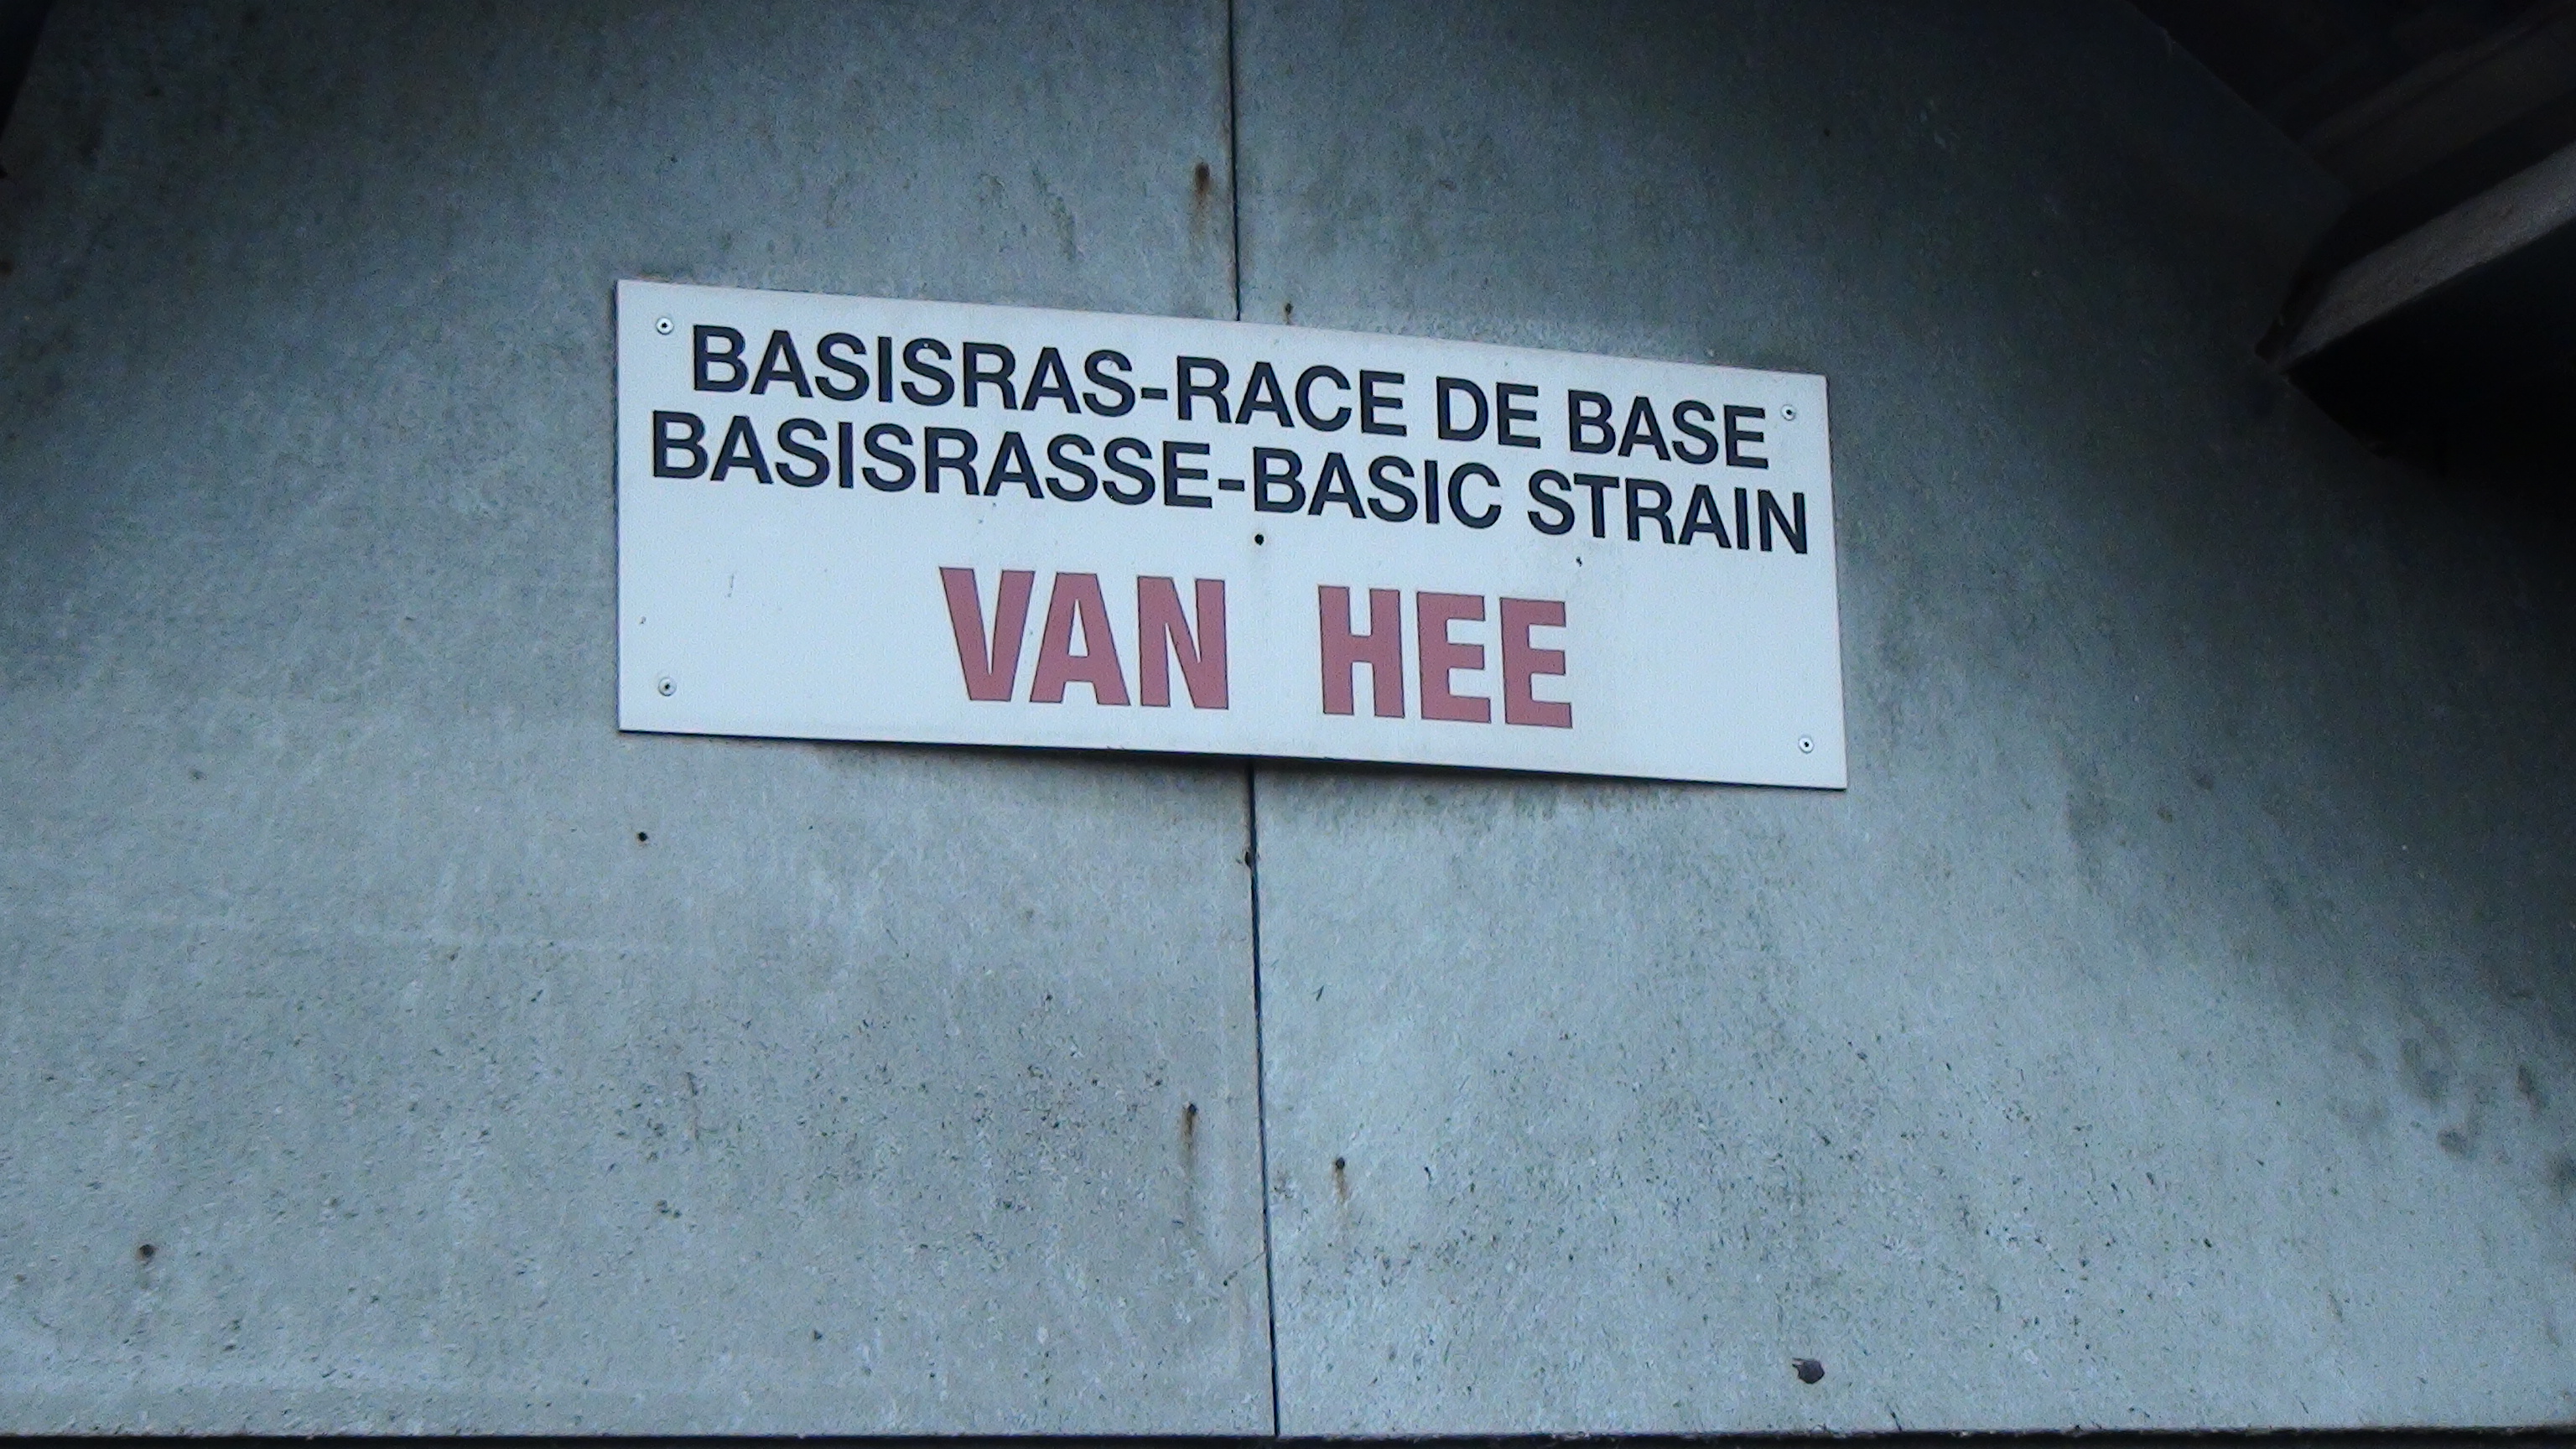 BASISRAS-RACE DE BASE
BASISRASSE-BASIC STRAIN
VAN HEE